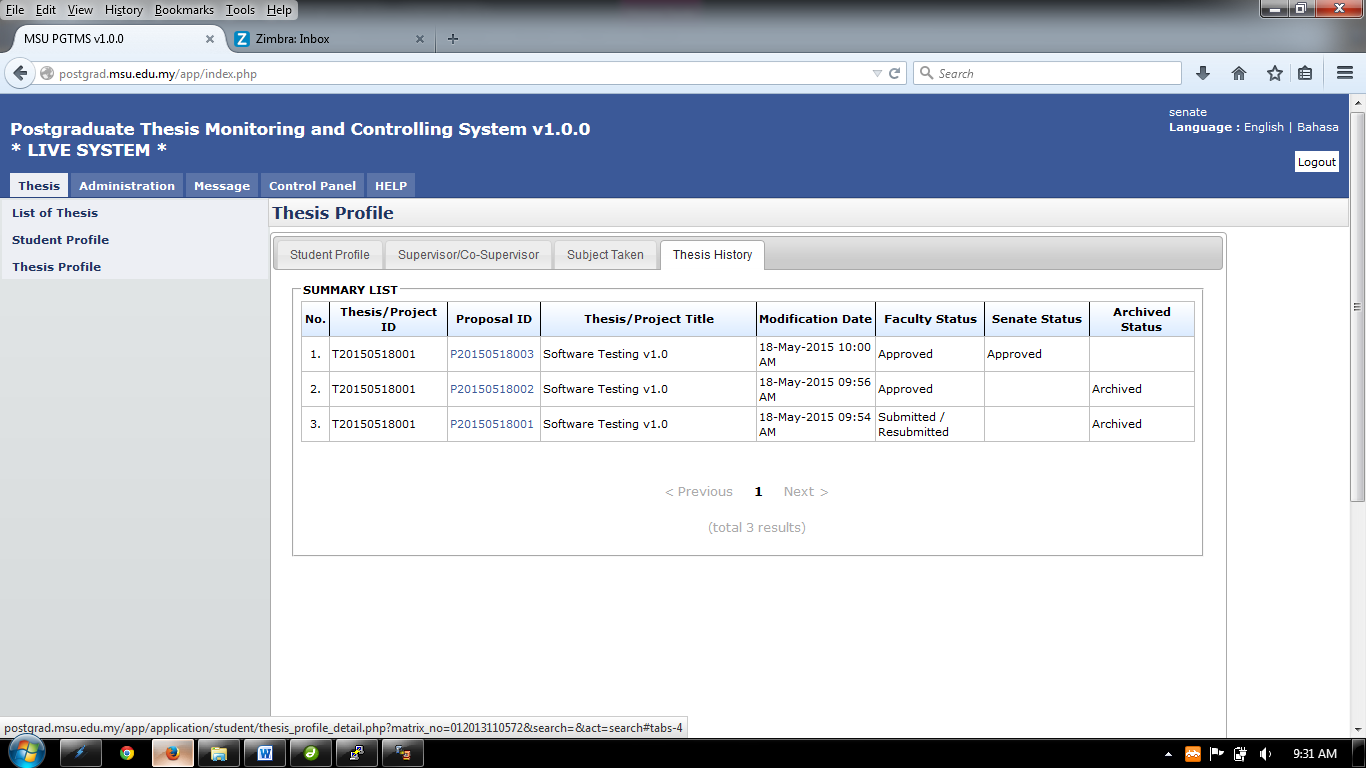 File Edit View History Bookmarks Tools Help
MSU PGTMS v1.0.0
Zimbra: Inbox
postgrad.msu.edu.my/app/index.php
Search
senate
Language : English | Bahasa
Postgraduate Thesis Monitoring and Controlling System v1.0.0
* LIVE SYSTEM *
Logout
Thesis Administration Message Control Panel HELP
List of Thesis
Student Profile
Thesis Profile
Thesis Profile
Student Profile Supervisor/Co-Supervisor Subject Taken Thesis History
SUMMARY LIST
No. Thesis/Project ID Proposal ID Thesis/Project Title Modification Date Faculty Status Senate Status Archived Status
1. T20150518001 P20150518003 Software Testing v1.0 18-May-2015 10:00 AM Approved Approved
2. T20150518001 P20150518002 Software Testing v1.0 18-May-2015 09:56 AM Approved Archived
3. T20150518001 P20150518001 Software Testing v1.0 18-May-2015 09:54 AM Submitted / Resubmitted Archived
< Previous 1 Next >
(total 3 results)
postgrad.msu.edu.my/app/application/student/thesis_profile_detail.php?matrix_no=012013110572&search=&act=search#tabs-4
9:31 AM